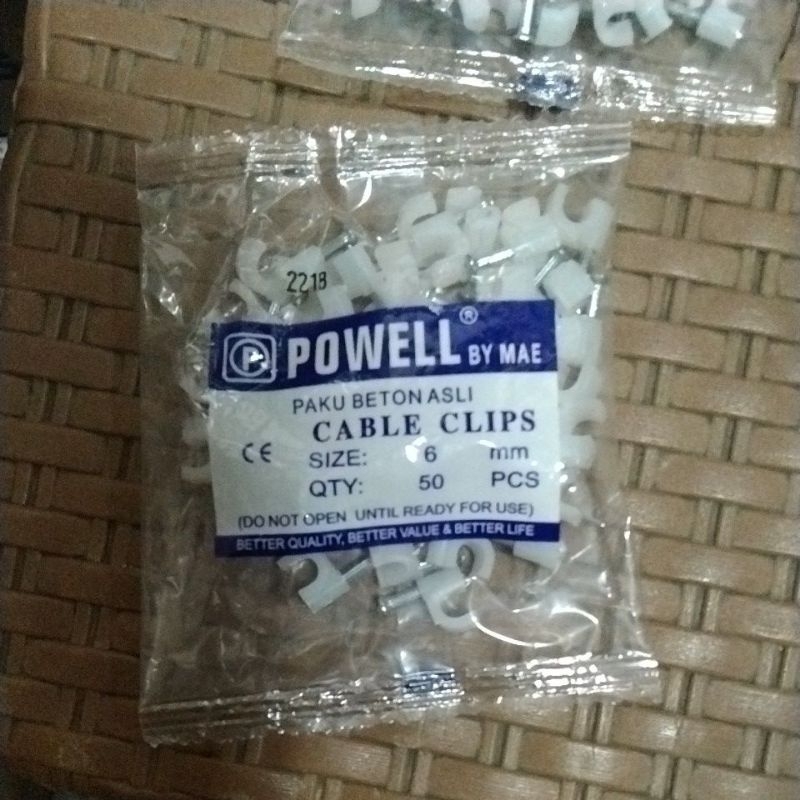 2218
P POWELL® BY MAE
PAKU BETON ASLI
CABLE CLIPS
CE SIZE: 6 mm
QTY: 50 PCS
(DO NOT OPEN UNTIL READY FOR USE)
BETTER QUALITY, BETTER VALUE & BETTER LIFE